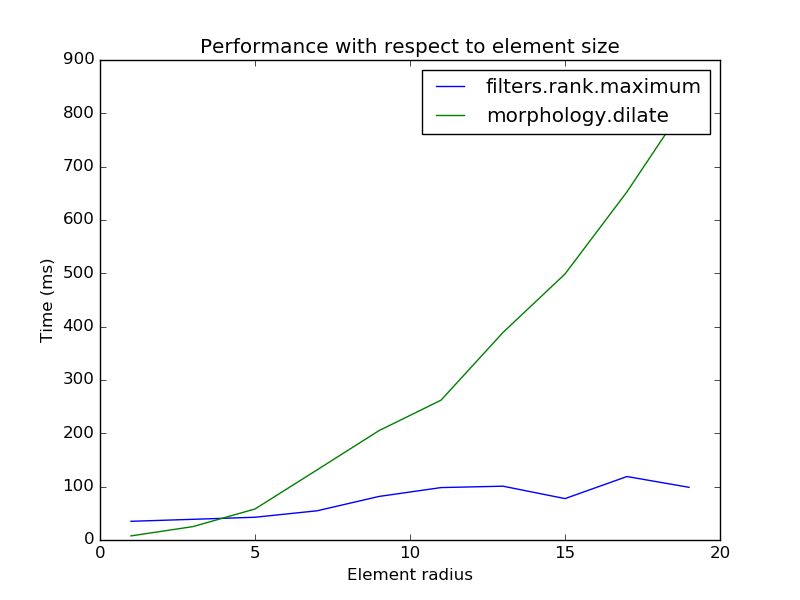 Performance with respect to element size
filters.rank.maximum
morphology.dilate
900
800
700
600
500
400
300
200
100
0
Time (ms)
0 5 10 15 20
Element radius